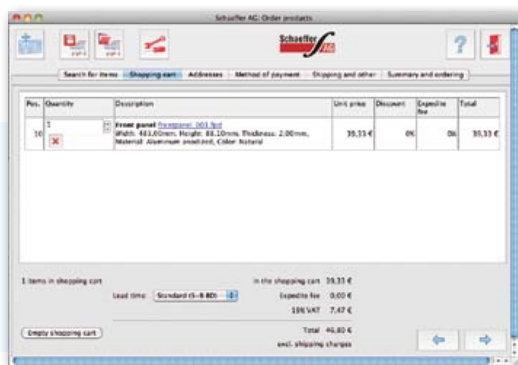 Schaeffer AG: Order products
Schaeffer AG
Search for items Shopping cart Addresses Method of payment Shipping and other Summary and ordering
Pos. Quantity Description Unit price Discount Expedite fee Total
10 1 Front panel frontpanel_001.fpd 39,33 € 0% 0% 39,33 €
Width: 483.00mm, Height: 88.10mm, Thickness: 2.00mm,
Material: Aluminum anodized, Color: Natural
1 items in shopping cart
In the shopping cart 39,33 €
Lead time: Standard (5-8 BD) Expedite fee 0,00 €
19% VAT 7,47 €
Empty shopping cart
Total 46,80 €
excl. shipping charges